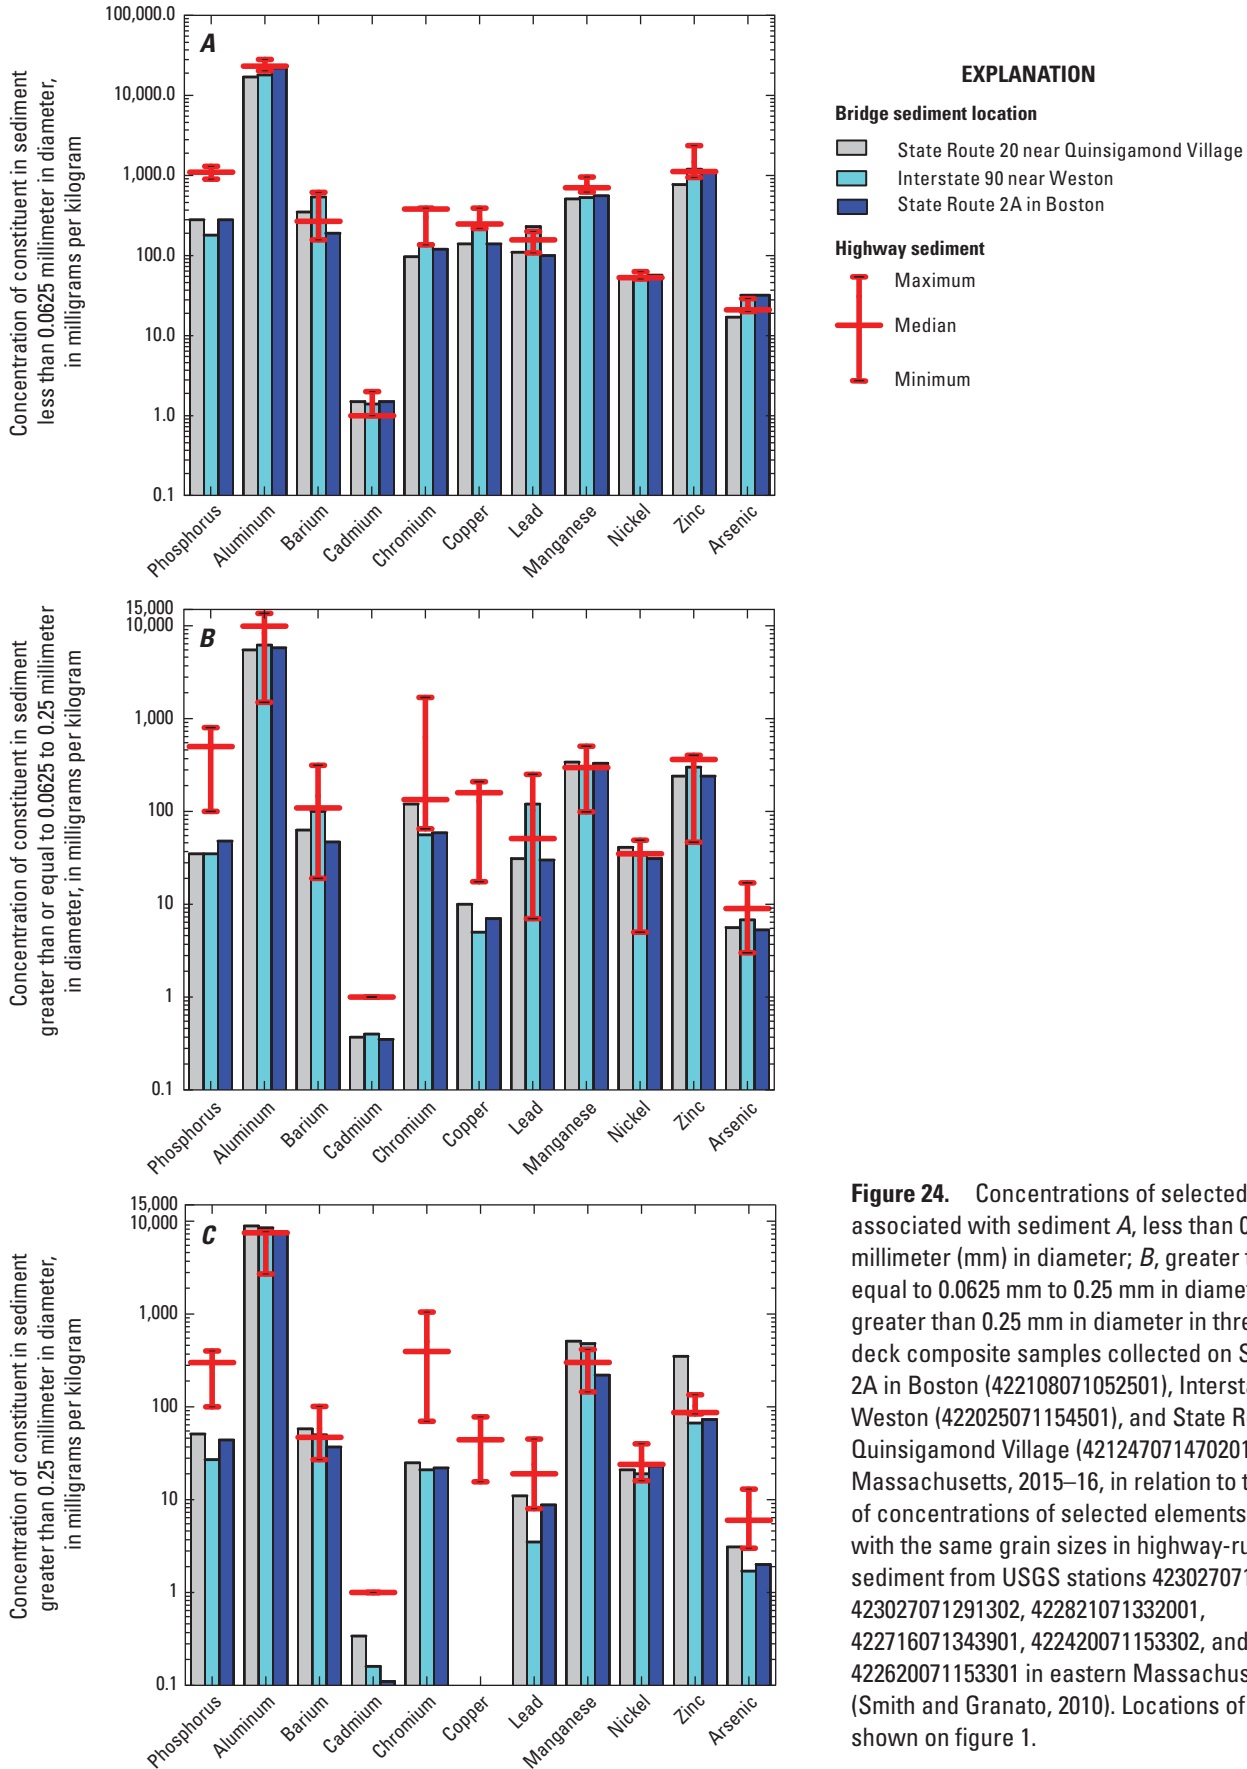 Concentration of constituent in sediment
less than 0.0625 millimeter in diameter,
in milligrams per kilogram
100,000.0
10,000.0
1,000.0
100.0
10.0
1.0
0.1
A
Phosphorus
Aluminum
Barium
Cadmium
Chromium
Copper
Lead
Manganese
Nickel
Zinc
Arsenic
EXPLANATION
Bridge sediment location
State Route 20 near Quinsigamond Village
Interstate 90 near Weston
State Route 2A in Boston
Highway sediment
Maximum
Median
Minimum
Concentration of constituent in sediment
greater than or equal to 0.0625 to 0.25 millimeter
in diameter, in milligrams per kilogram
15,000
10,000
1,000
100
10
1
0.1
B
Phosphorus
Aluminum
Barium
Cadmium
Chromium
Copper
Lead
Manganese
Nickel
Zinc
Arsenic
Concentration of constituent in sediment
greater than 0.25 millimeter in diameter,
in milligrams per kilogram
15,000
10,000
1,000
100
10
1
0.1
C
Phosphorus
Aluminum
Barium
Cadmium
Chromium
Copper
Lead
Manganese
Nickel
Zinc
Arsenic
Figure 24. Concentrations of selected
associated with sediment A, less than 0
millimeter (mm) in diameter; B, greater
equal to 0.0625 mm to 0.25 mm in
greater than 0.25 mm in diameter in
deck composite samples collected on
2A in Boston (422108071052501),
Weston (422025071154501), and State
Quinsigamond Village (421247071470201
Massachusetts, 2015–16, in relation to
of concentrations of selected elements
with the same grain sizes in
sediment from USGS stations
423027071291302, 422821071332001,
422716071343901, 422420071153302, and
422620071153301 in eastern
(Smith and Granato, 2010). Locations of
shown on figure 1.